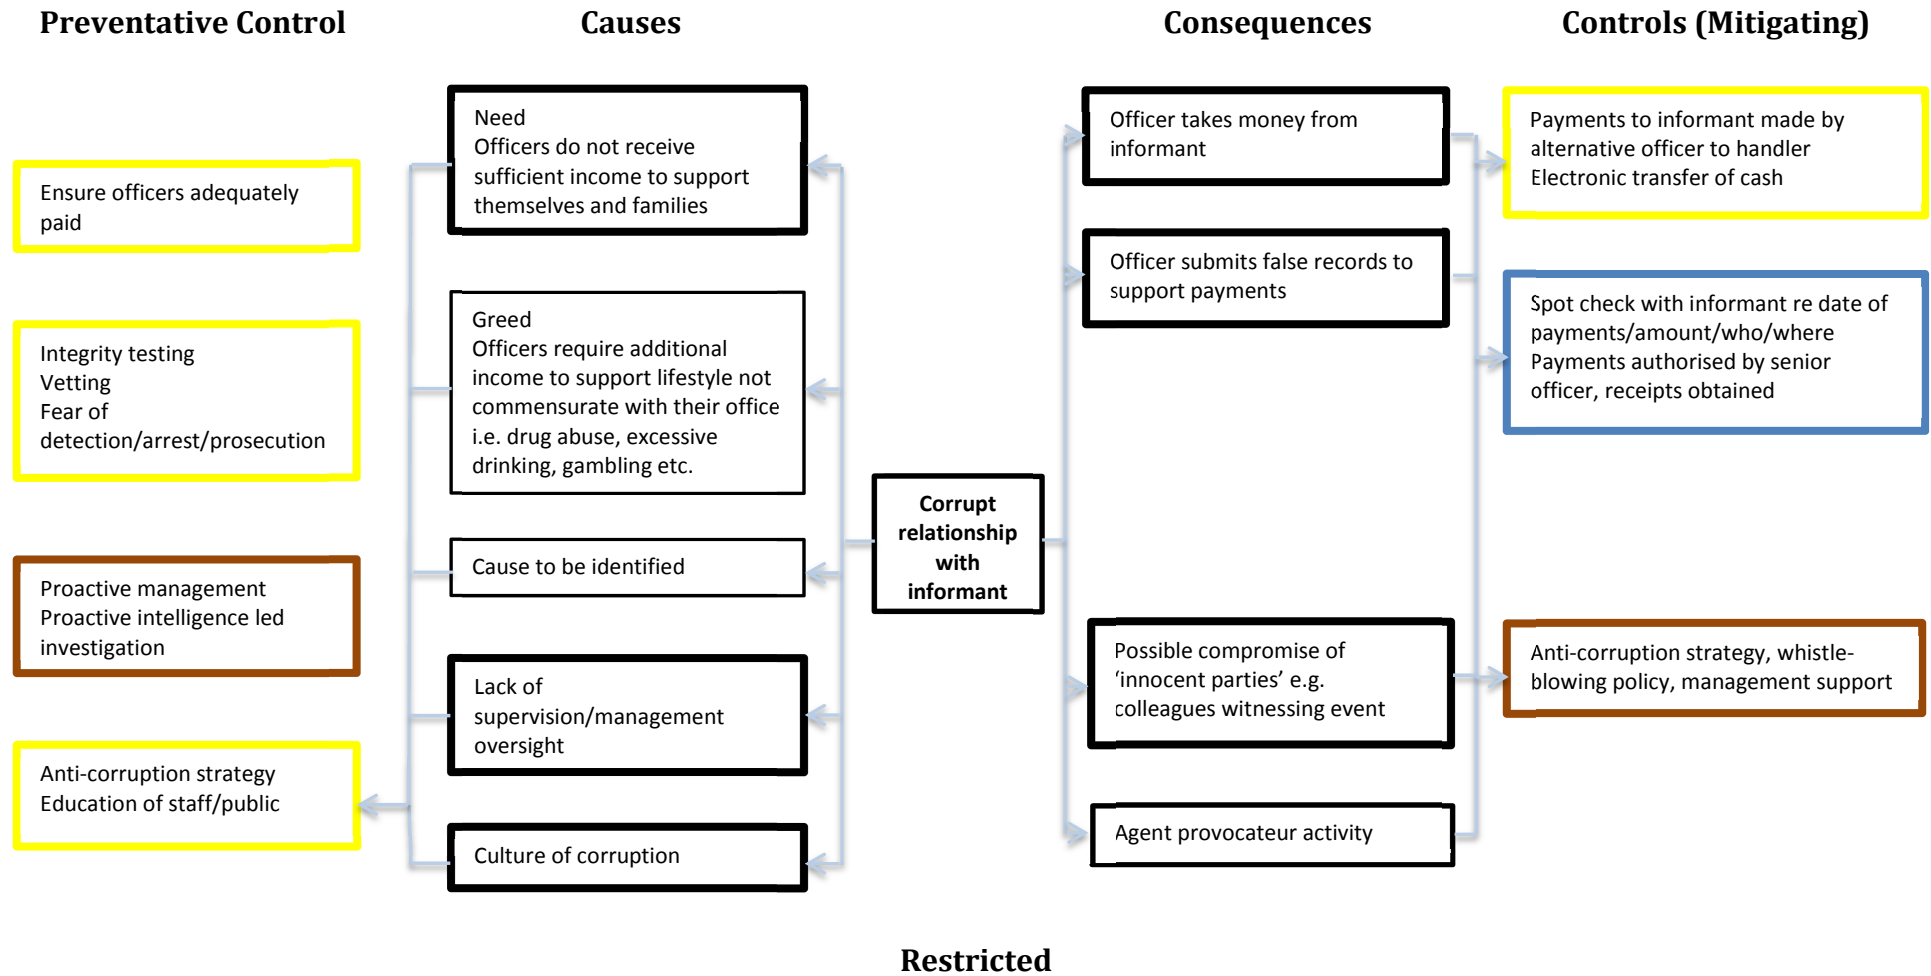 Preventative Control
Causes
Consequences
Controls (Mitigating)
Ensure officers adequately
paid
Integrity testing
Vetting
Fear of
detection/arrest/prosecution
Proactive management
Proactive intelligence led
investigation
Anti-corruption strategy
Education of staff/public
Need
Officers do not receive
sufficient income to support
themselves and families
Greed
Officers require additional
income to support lifestyle not
commensurate with their office
i.e. drug abuse, excessive
drinking, gambling etc.
Cause to be identified
Lack of
supervision/management
oversight
Culture of corruption
Corrupt
relationship
with
informant
Officer takes money from
informant
Officer submits false records to
support payments
Possible compromise of
‘innocent parties’ e.g.
colleagues witnessing event
Agent provocateur activity
Payments to informant made by
alternative officer to handler
Electronic transfer of cash
Spot check with informant re date of
payments/amount/who/where
Payments authorised by senior
officer, receipts obtained
Anti-corruption strategy, whistle-
blowing policy, management support
Restricted